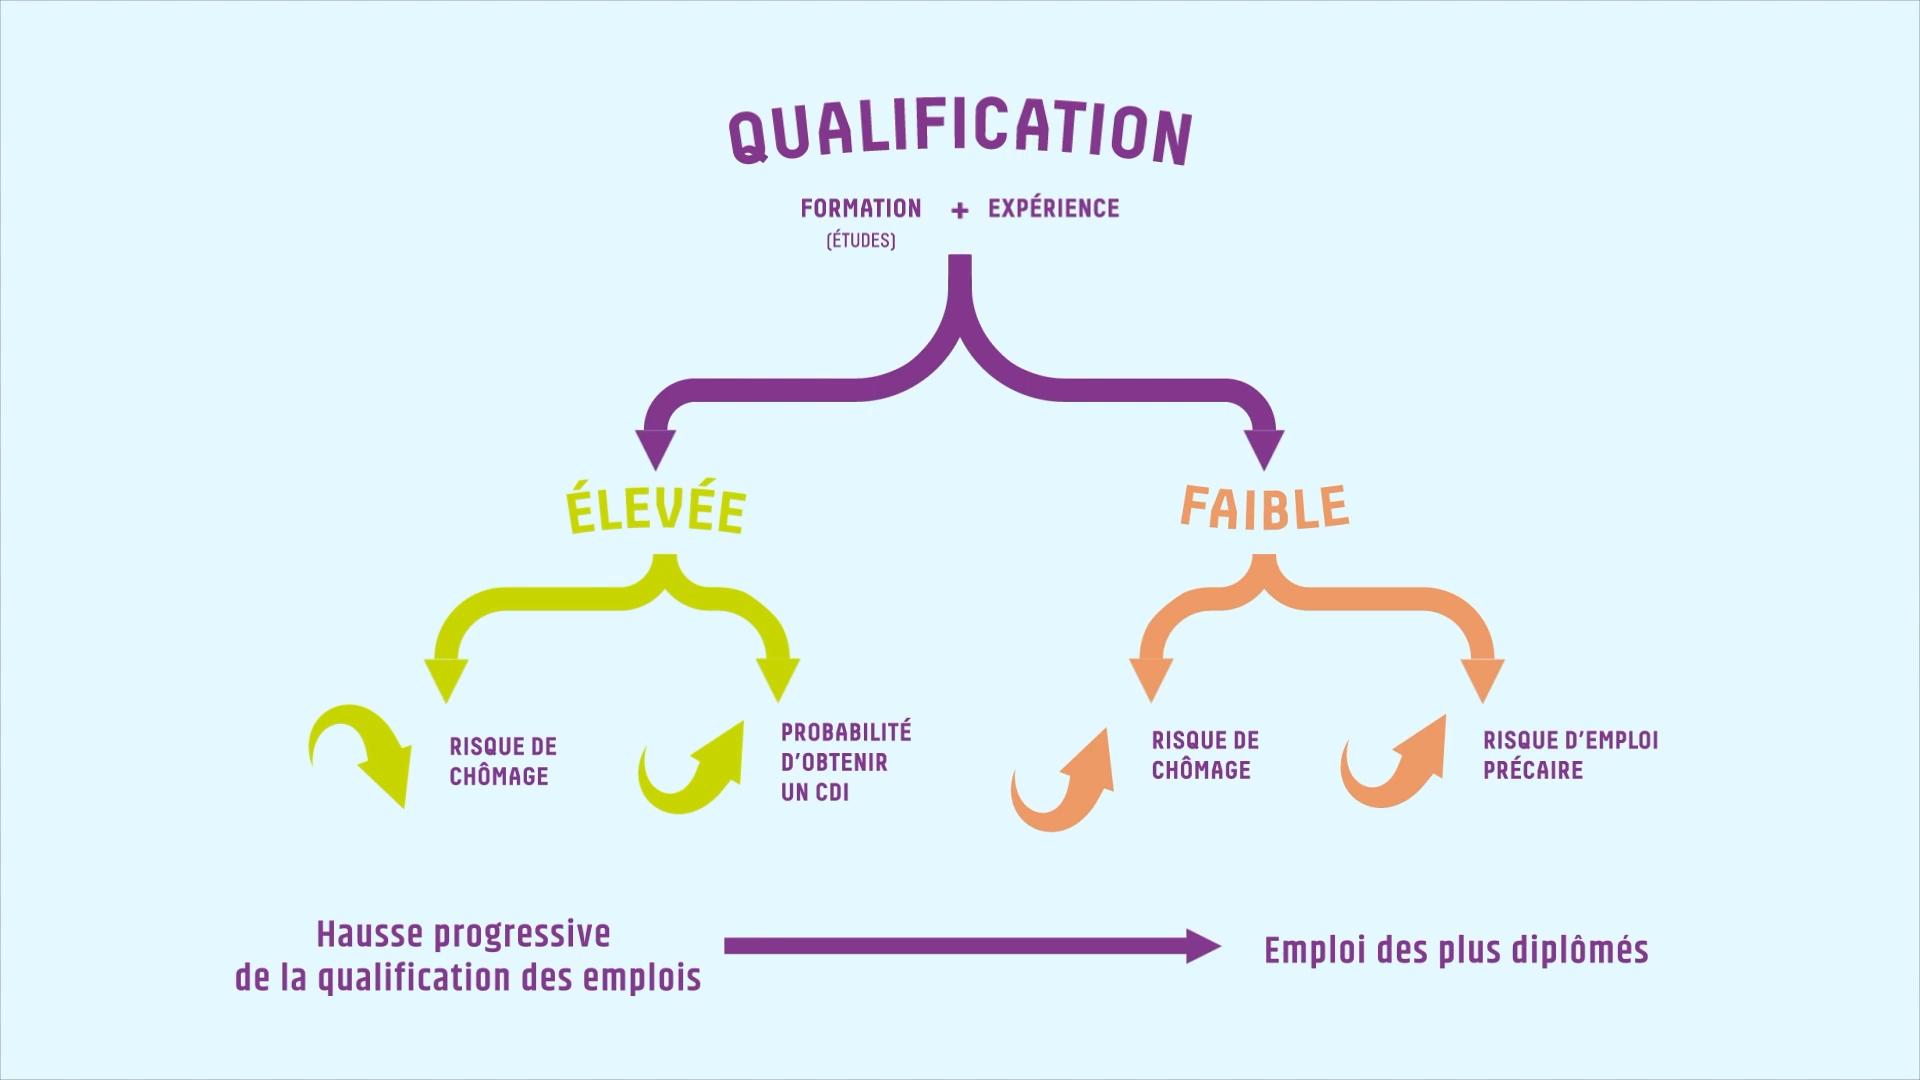 QUALIFICATION
FORMATION + EXPÉRIENCE
(ÉTUDES)
ÉLEVÉE
FAIBLE
RISQUE DE
CHÔMAGE
PROBABILITÉ
D'OBTENIR
UN CDI
RISQUE DE
CHÔMAGE
RISQUE D'EMPLOI
PRÉCAIRE
Hausse progressive
de la qualification des emplois
Emploi des plus diplômés